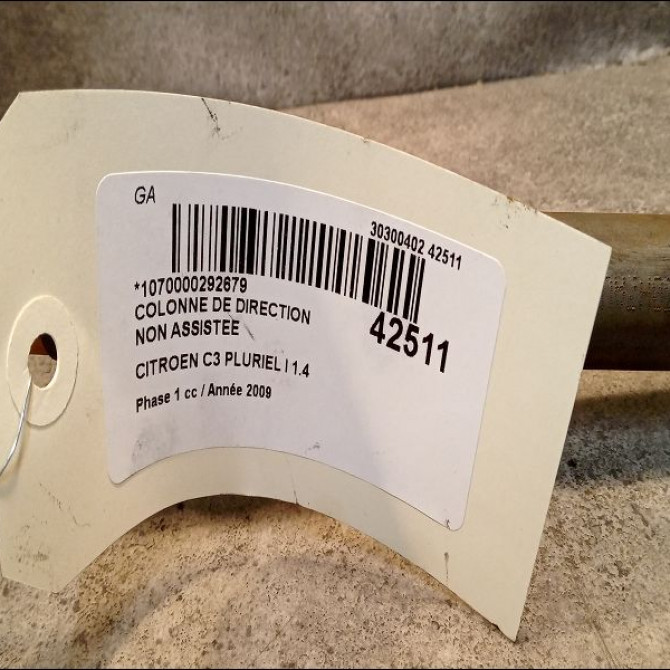 GA
30300402 42511
*1070000292679
COLONNE DE DIRECTION
NON ASSISTEE
42511
CITROEN C3 PLURIEL I 1.4
Phase 1 cc / Année 2009